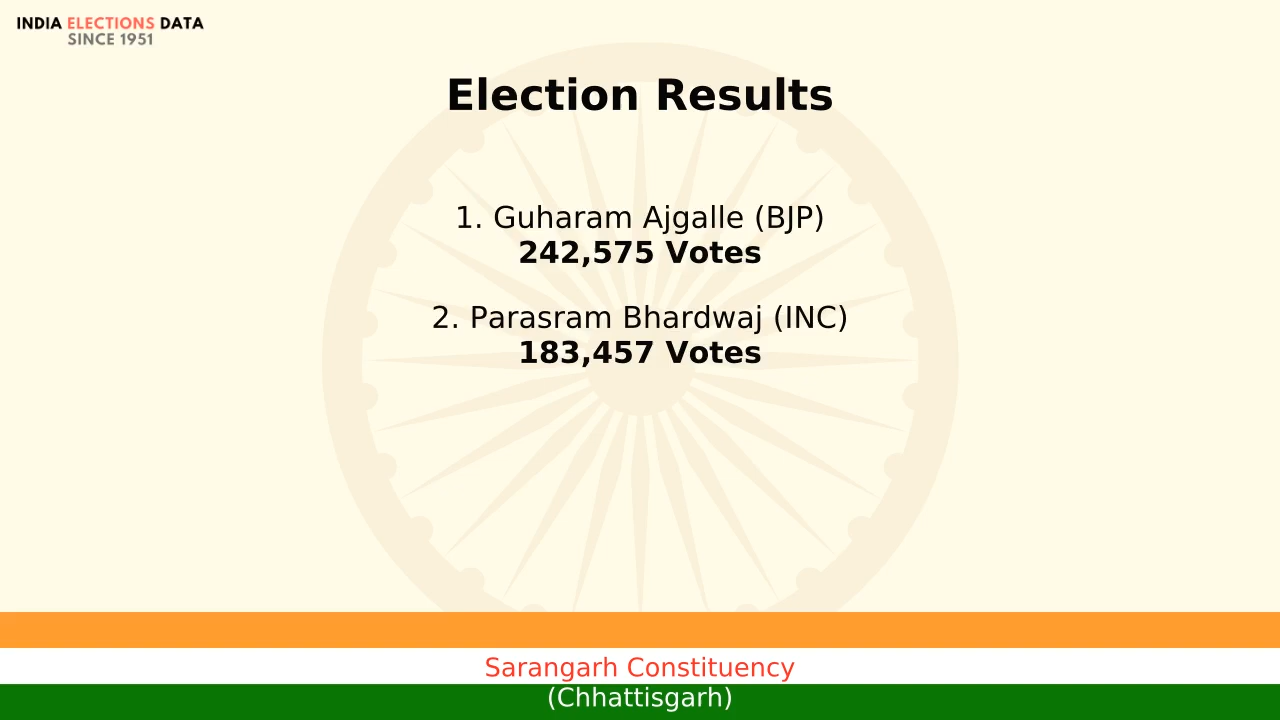 INDIA ELECTIONS DATA
SINCE 1951
Election Results
1. Guharam Ajgalle (BJP)
242,575 Votes
2. Parasram Bhardwaj (INC)
183,457 Votes
Sarangarh Constituency
(Chhattisgarh)